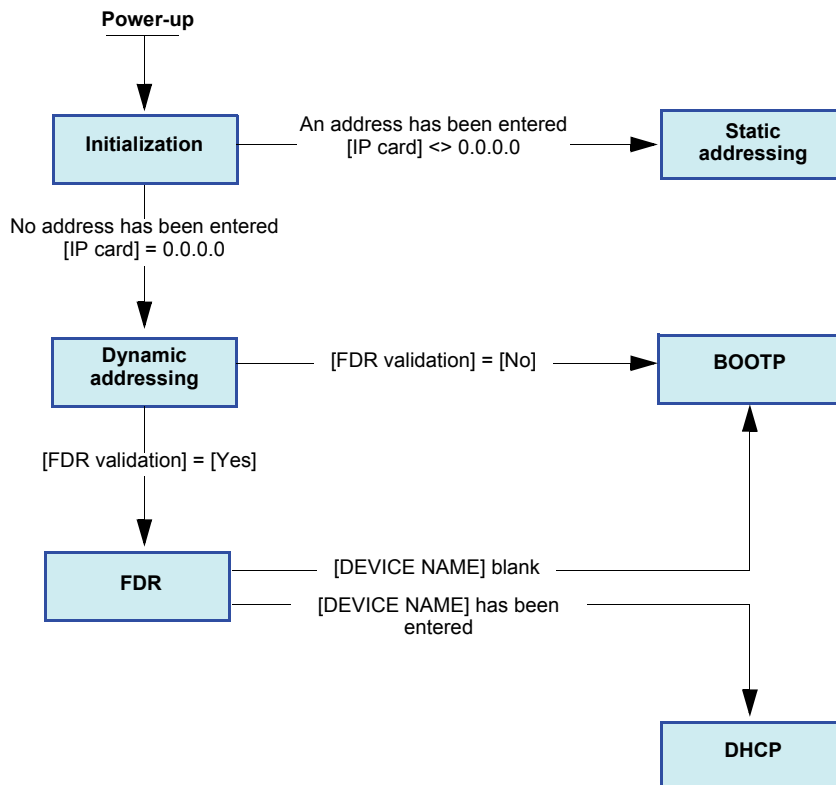 Power-up
Initialization
An address has been entered
[IP card] <> 0.0.0.0
Static
addressing
No address has been entered
[IP card] = 0.0.0.0
Dynamic
addressing
[FDR validation] = [No]
BOOTP
[FDR validation] = [Yes]
FDR
[DEVICE NAME] blank
[DEVICE NAME] has been
entered
DHCP